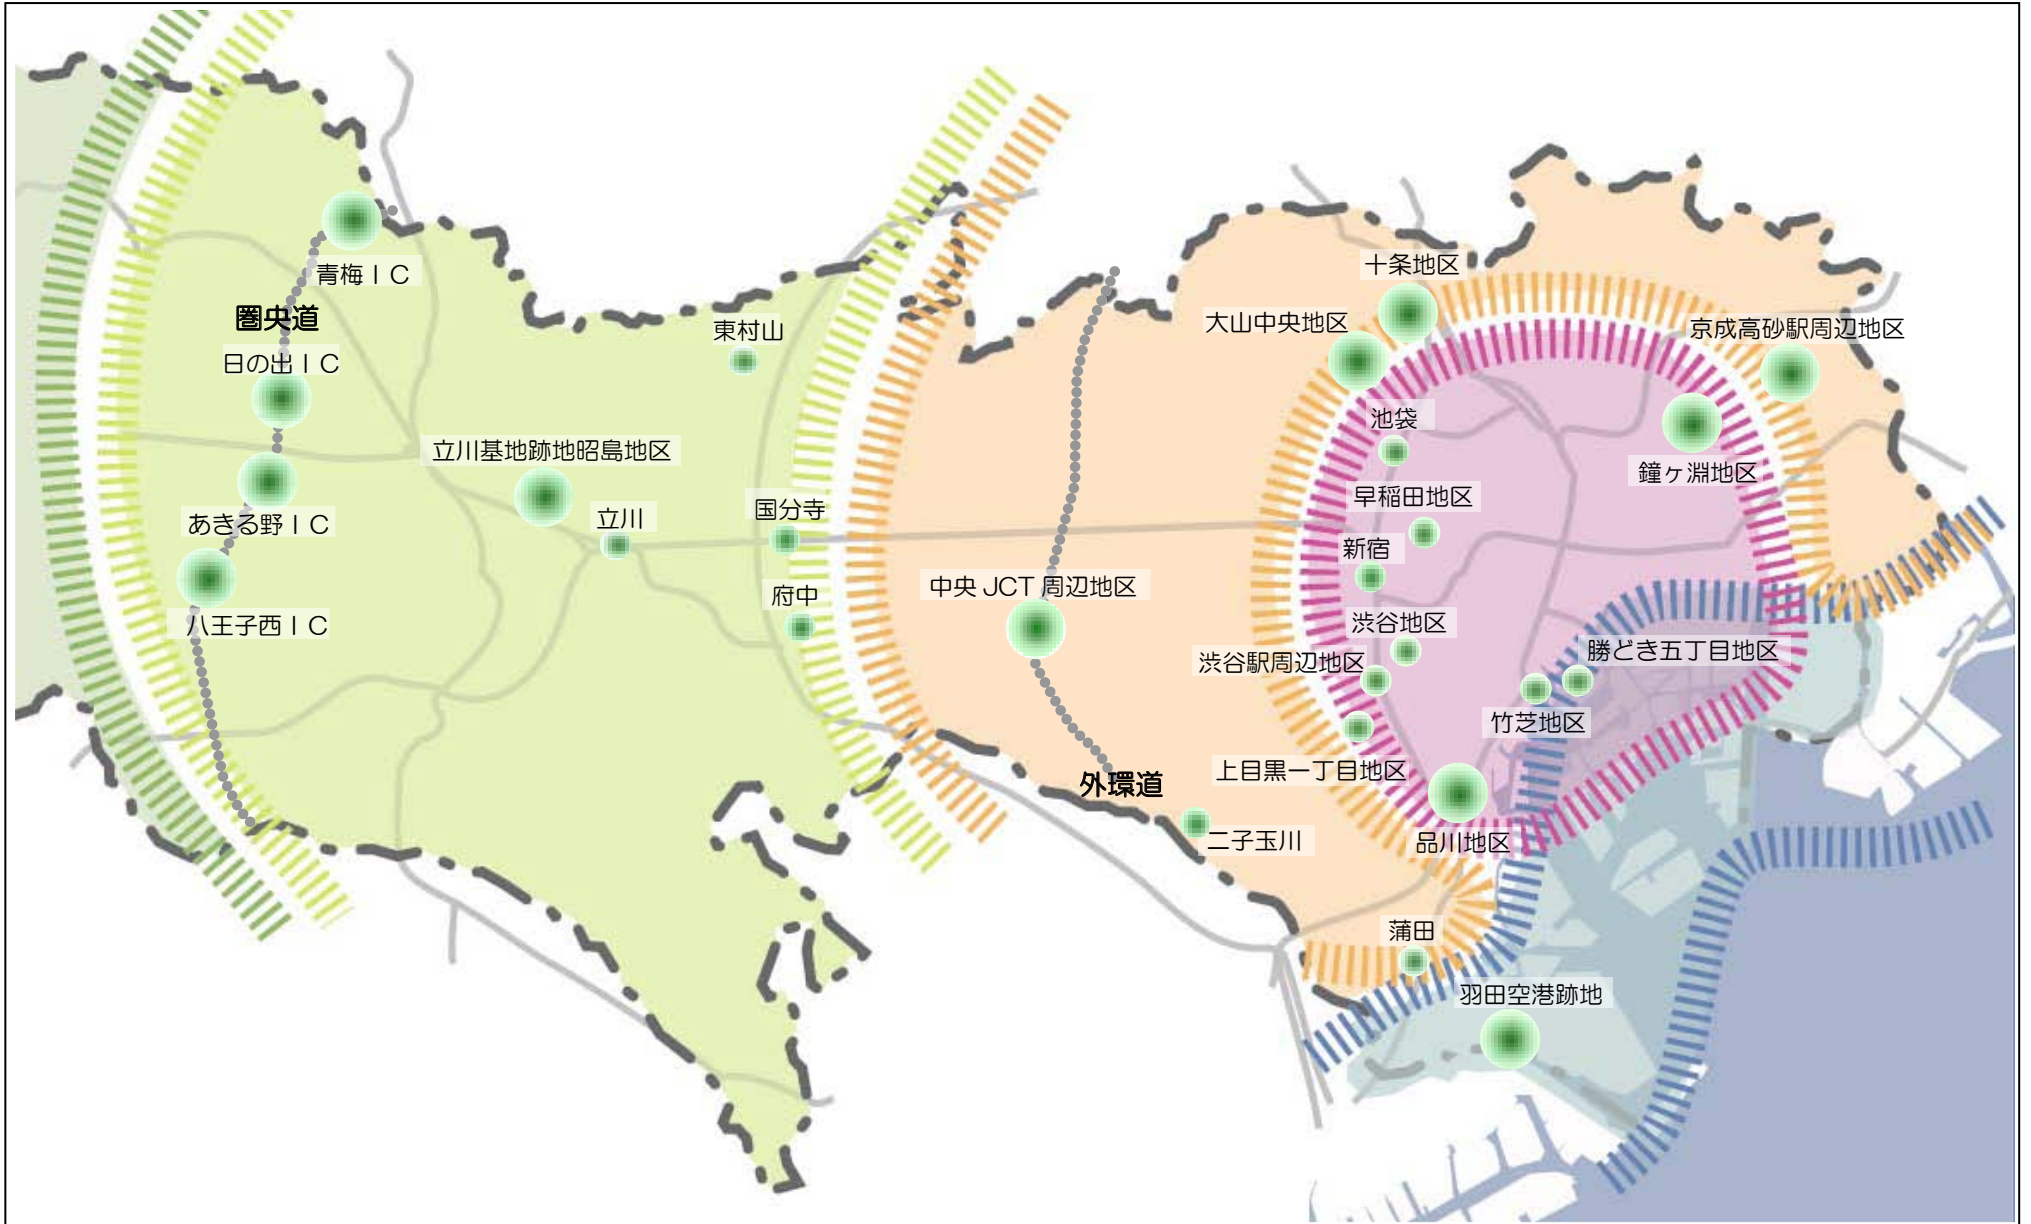 青梅ＩＣ
圏央道
日の出ＩＣ
あきる野ＩＣ
八王子西ＩＣ
立川基地跡地昭島地区
立川
東村山
国分寺
府中
中央 JCT 周辺地区
外環道
二子玉川
十条地区
大山中央地区
京成高砂駅周辺地区
池袋
鐘ヶ淵地区
早稲田地区
新宿
渋谷地区
渋谷駅周辺地区
勝どき五丁目地区
竹芝地区
上目黒一丁目地区
品川地区
蒲田
羽田空港跡地